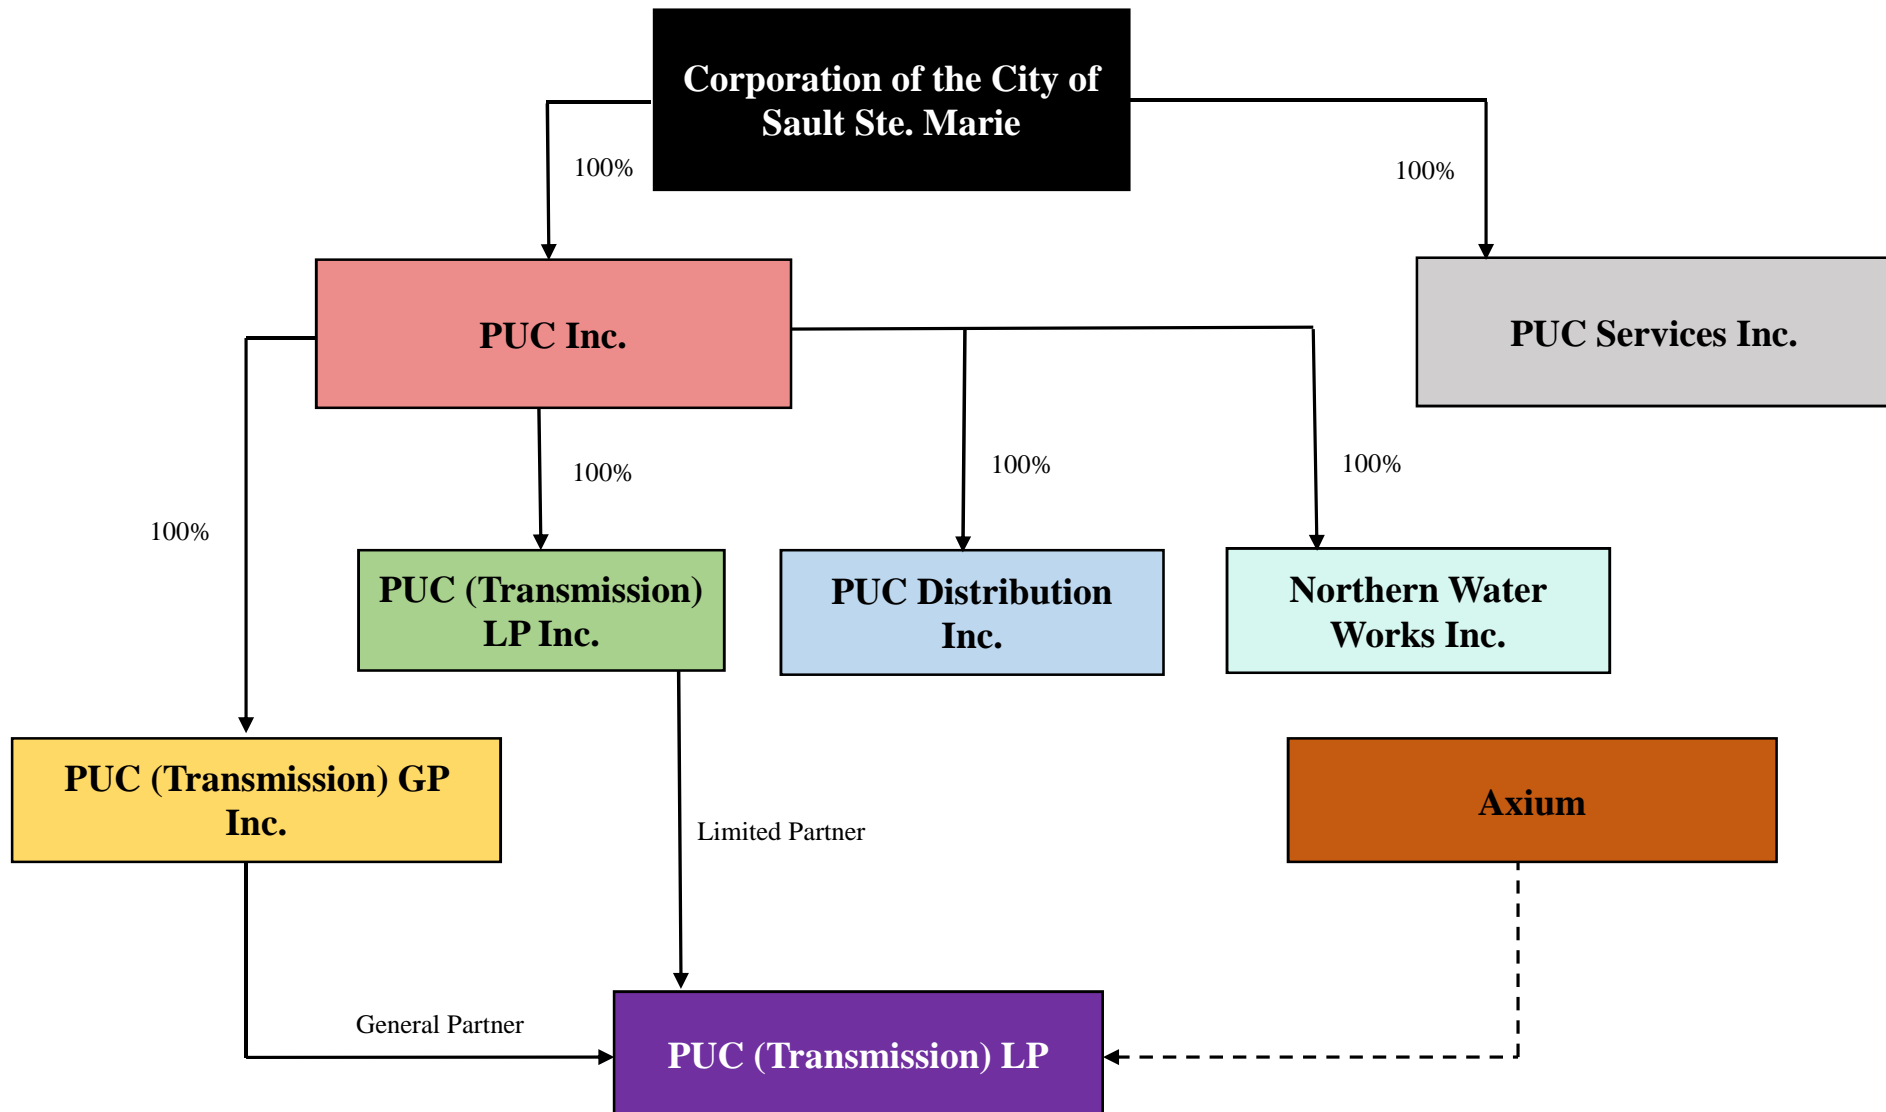 Corporation of the City of
Sault Ste. Marie
100%
100%
PUC Inc.
PUC Services Inc.
100%
100%
100%
100%
PUC (Transmission)
LP Inc.
PUC Distribution
Inc.
Northern Water
Works Inc.
PUC (Transmission) GP
Inc.
Axium
Limited Partner
General Partner
PUC (Transmission) LP